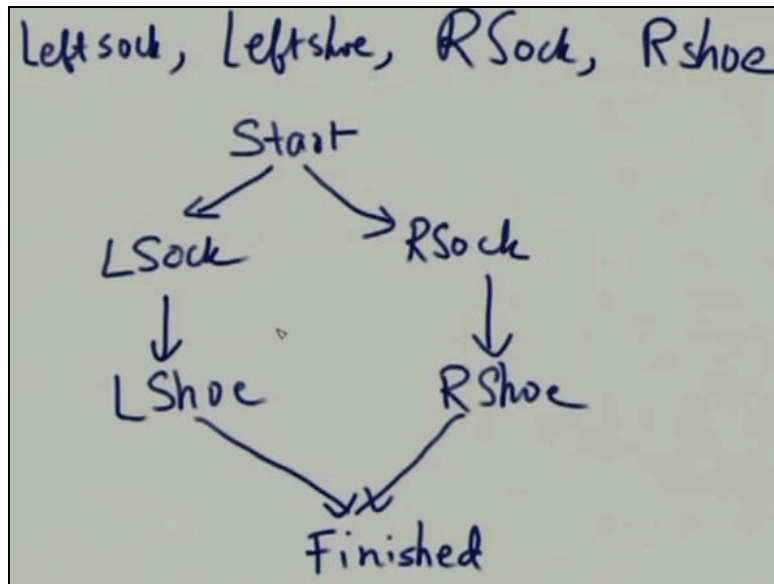 Leftsock, Leftshoe, RSock, Rshoe
Start
LSock RSock
LShoe RShoe
Finished